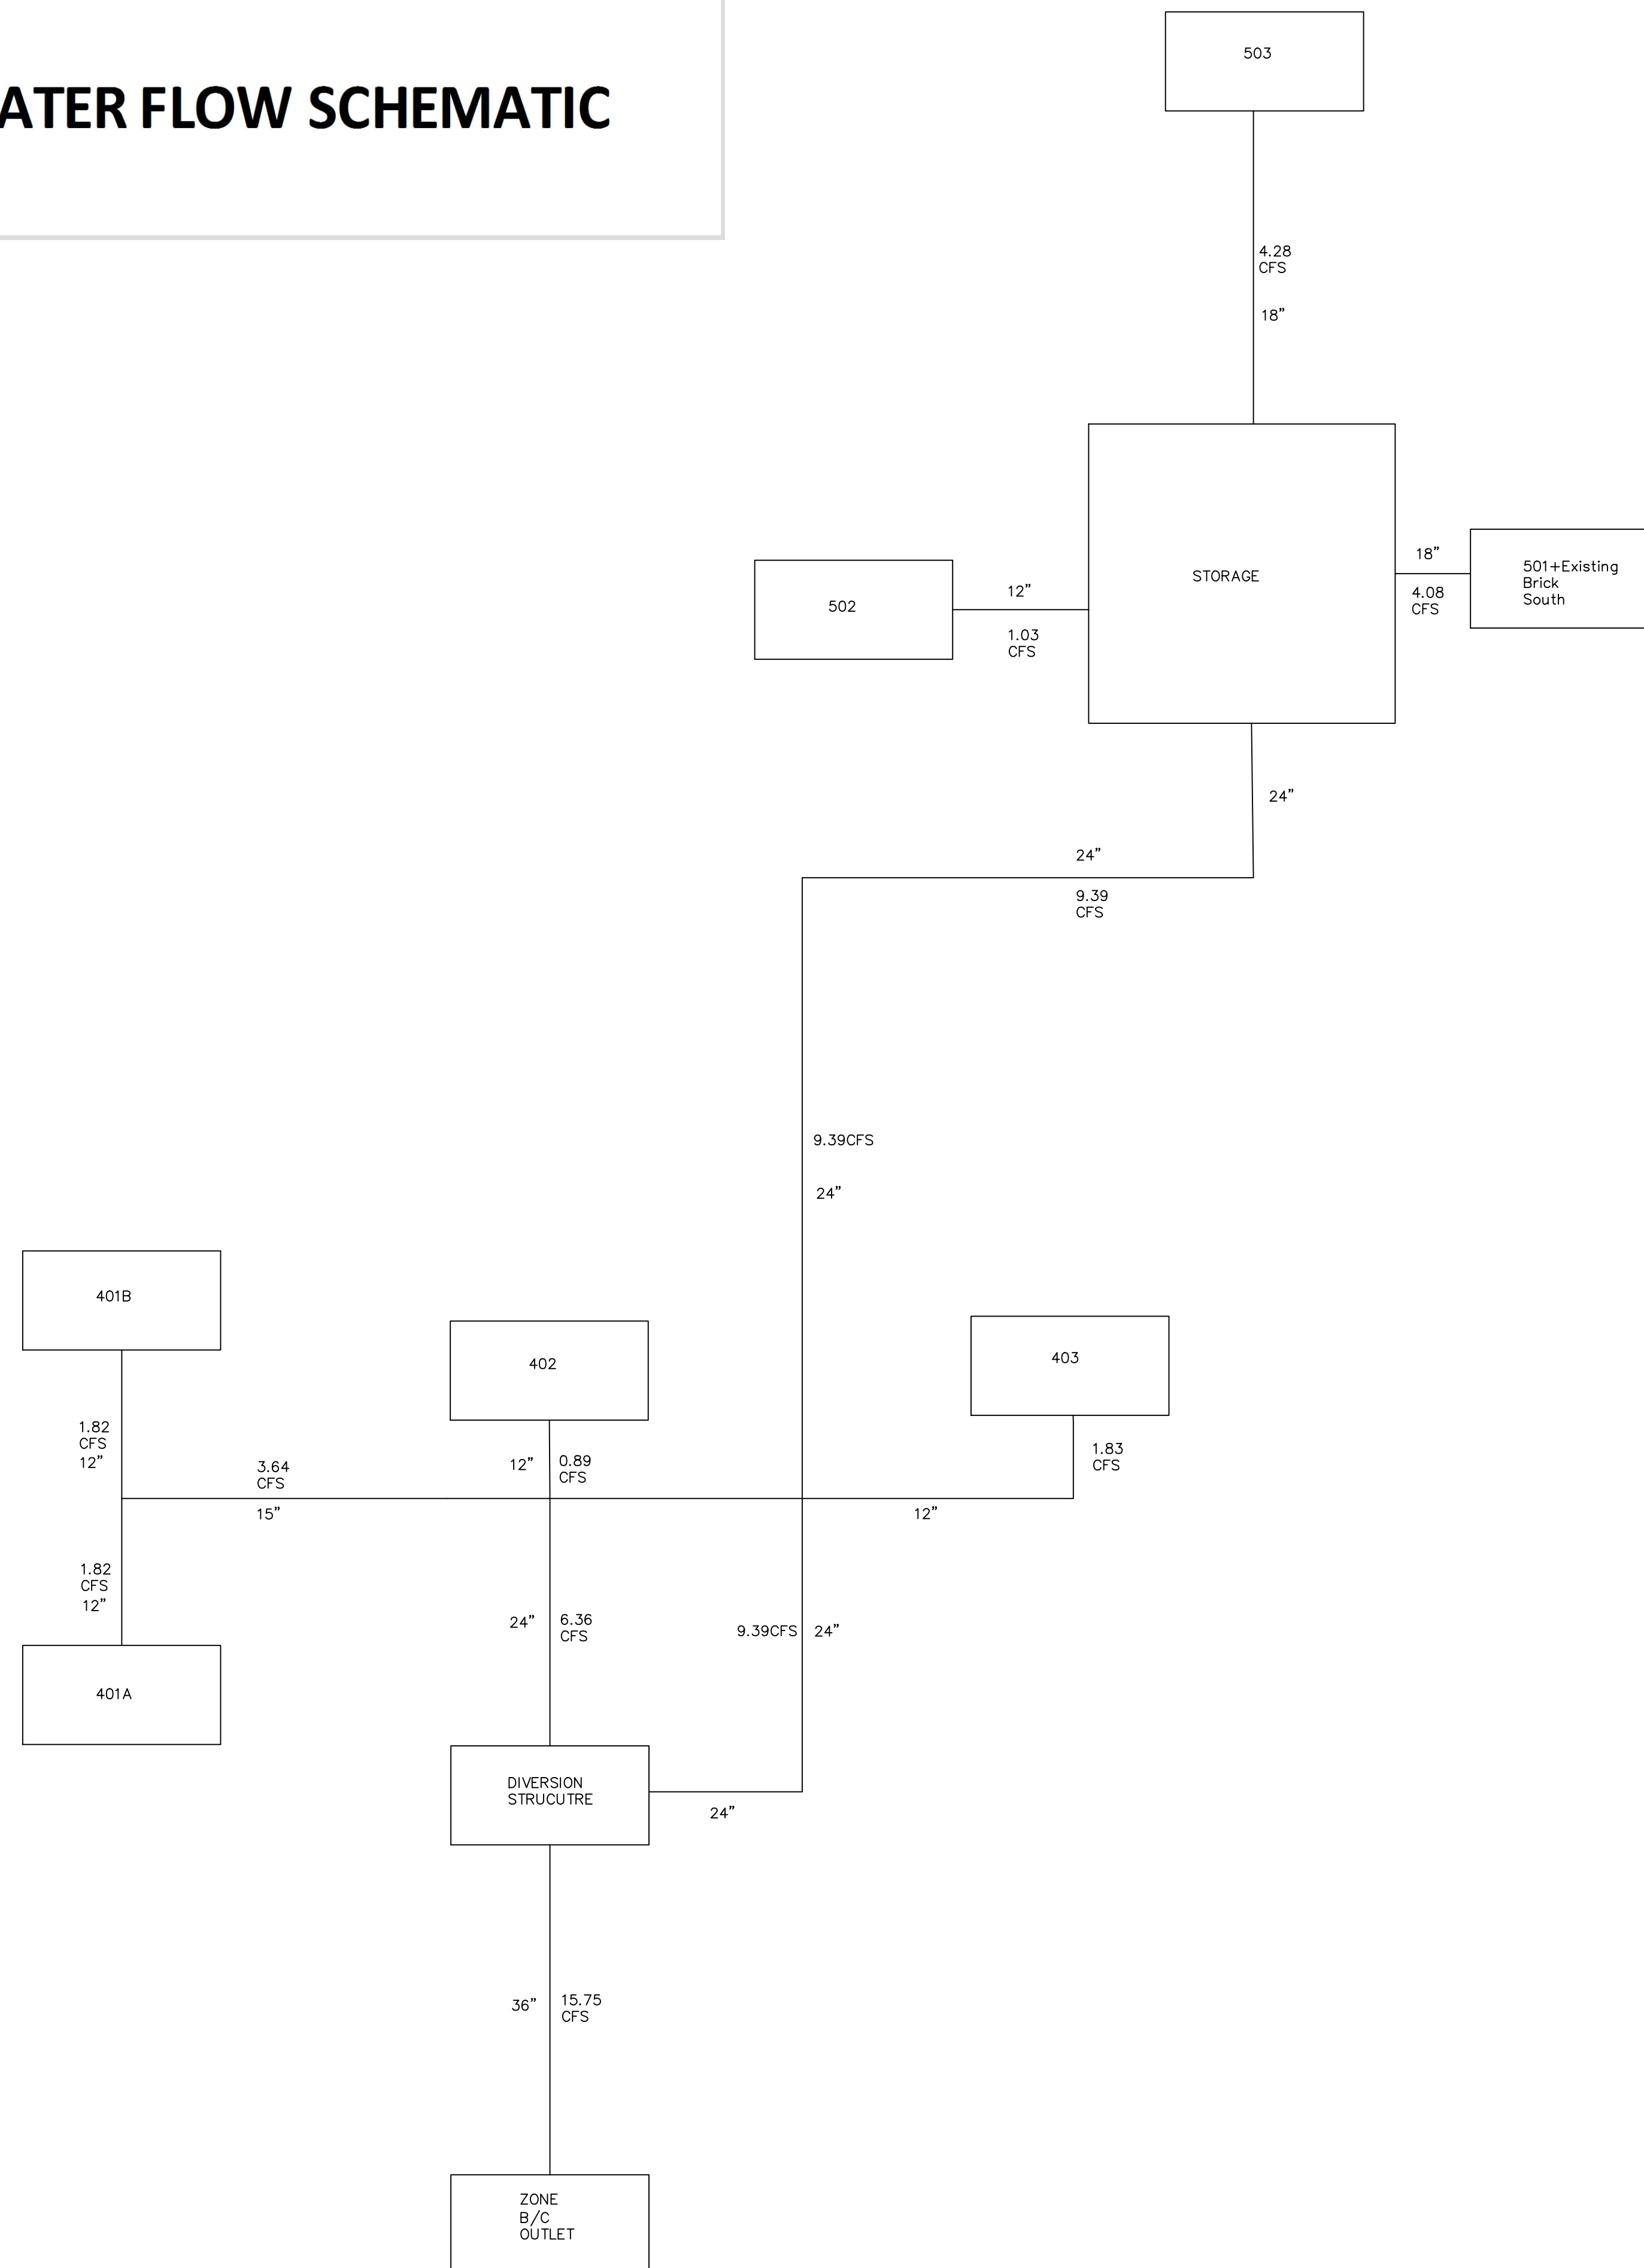 503
ATER FLOW SCHEMATIC
4.28
CFS
18”
18”
501+Existing
Brick
South
STORAGE
4.08
CFS
12”
502
1.03
CFS
24”
24”
9.39
CFS
9.39CFS
24”
401B
402
403
1.82
CFS
12”
12”
0.89
CFS
1.83
CFS
3.64
CFS
15”
12”
1.82
CFS
12”
24”
6.36
CFS
9.39CFS
24”
401A
DIVERSION
STRUCUTRE
24”
36”
15.75
CFS
ZONE
B/C
OUTLET